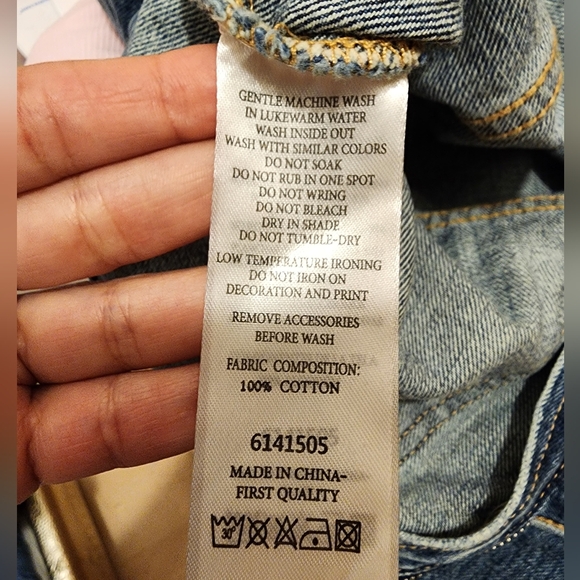 GENTLE MACHINE WASH
IN LUKEWARM WATER
WASH INSIDE OUT
WASH WITH SIMILAR COLORS
DO NOT SOAK
DO NOT RUB IN ONE SPOT
DO NOT WRING
DO NOT BLEACH
DRY IN SHADE
DO NOT TUMBLE-DRY
LOW TEMPERATURE IRONING
DO NOT IRON ON
DECORATION AND PRINT
REMOVE ACCESSORIES
BEFORE WASH
FABRIC COMPOSITION:
100% COTTON
6141505
MADE IN CHINA-
FIRST QUALITY
30°